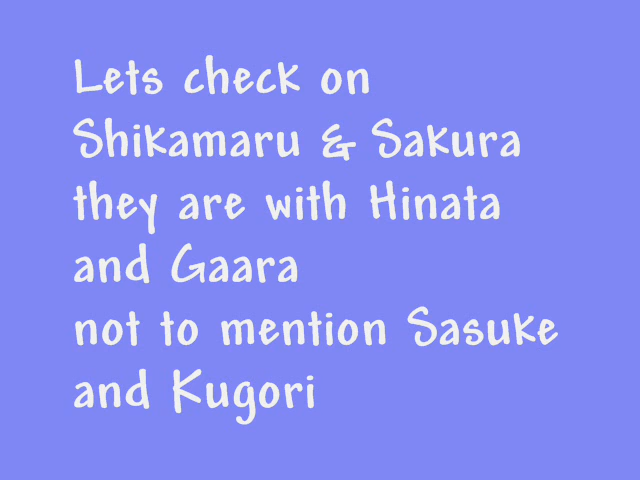 Lets check on
Shikamaru & Sakura
they are with Hinata
and Gaara
not to mention Sasuke
and Kugori